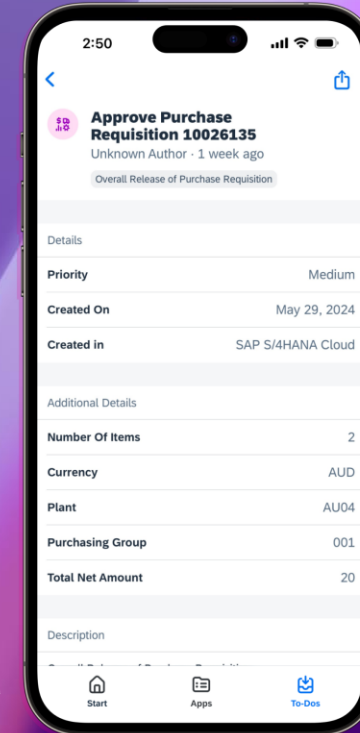 2:50
Approve Purchase
Requisition 10026135
Unknown Author · 1 week ago
Overall Release of Purchase Requisition
Details
Priority Medium
Created On May 29, 2024
Created in SAP S/4HANA Cloud
Additional Details
Number Of Items 2
Currency AUD
Plant AU04
Purchasing Group 001
Total Net Amount 20
Description
Start Apps To-Dos